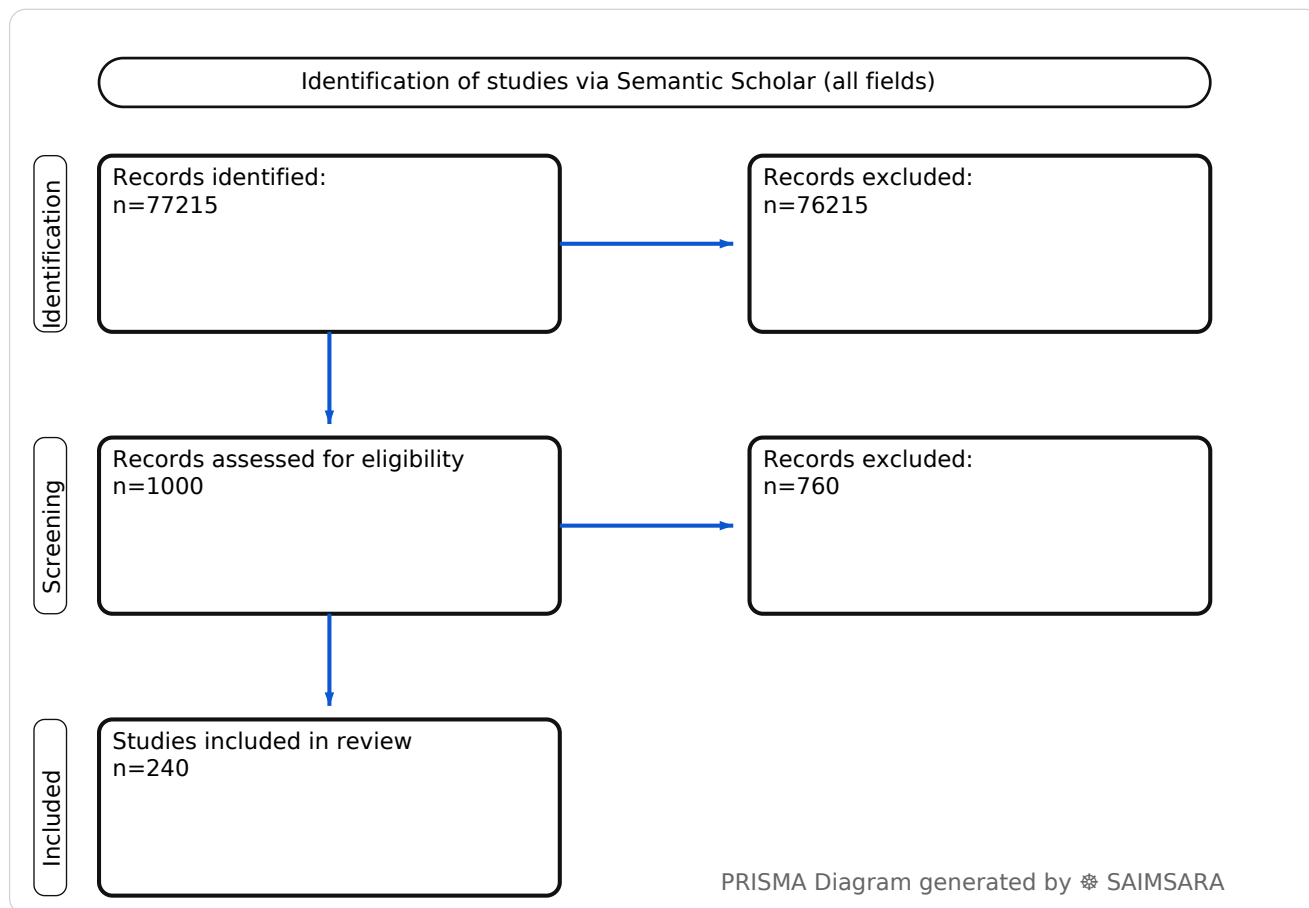 Identification of studies via Semantic Scholar (all fields)
Identification
Records identified:
n=77215
Records excluded:
n=76215
Screening
Records assessed for eligibility
n=1000
Records excluded:
n=760
Included
Studies included in review
n=240
PRISMA Diagram generated by ☸ SAIMSARA